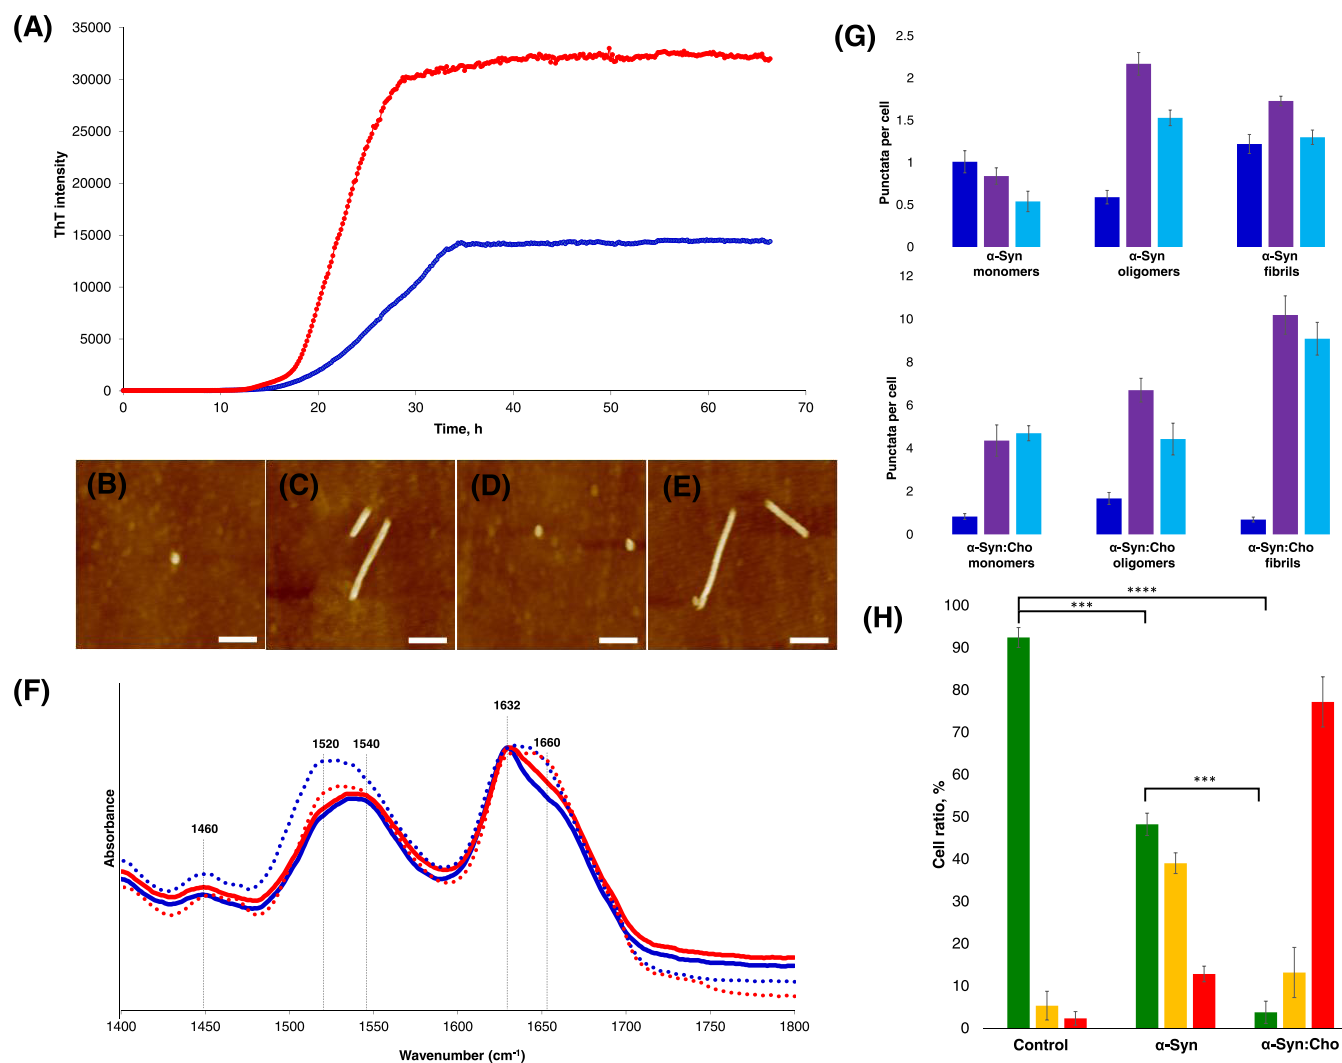 (A)
35000
30000
25000
20000
15000
10000
5000
0
ThT intensity
0 10 20 30 40 50 60 70
Time, h
(B) (C) (D) (E)
(F)
1632
1520 1540 1660
1460
Absorbance
1400 1450 1500 1550 1600 1650 1700 1750 1800
Wavenumber (cm⁻¹)
(G)
2.5
2
1.5
1
0.5
0
Punctata per cell
α-Syn α-Syn α-Syn
monomers oligomers fibrils
12
10
8
6
4
2
0
Punctata per cell
α-Syn:Cho α-Syn:Cho α-Syn:Cho
monomers oligomers fibrils
(H)
100
90
80
70
60
50
40
30
20
10
0
Cell ratio, %
****
***
***
Control α-Syn α-Syn:Cho